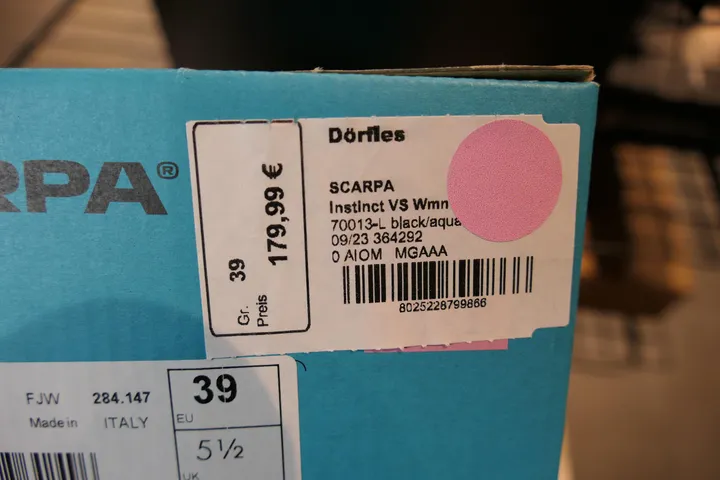 RPA®
Dörfles
SCARPA
Instinct VS Wmn
70013-L black/aqua
09/23 364292
0 AIOM MGAAA
8025228799866
Gr. 39
Preis 179,99 €
FJW 284.147
Made in ITALY
39
EU
5½
UK